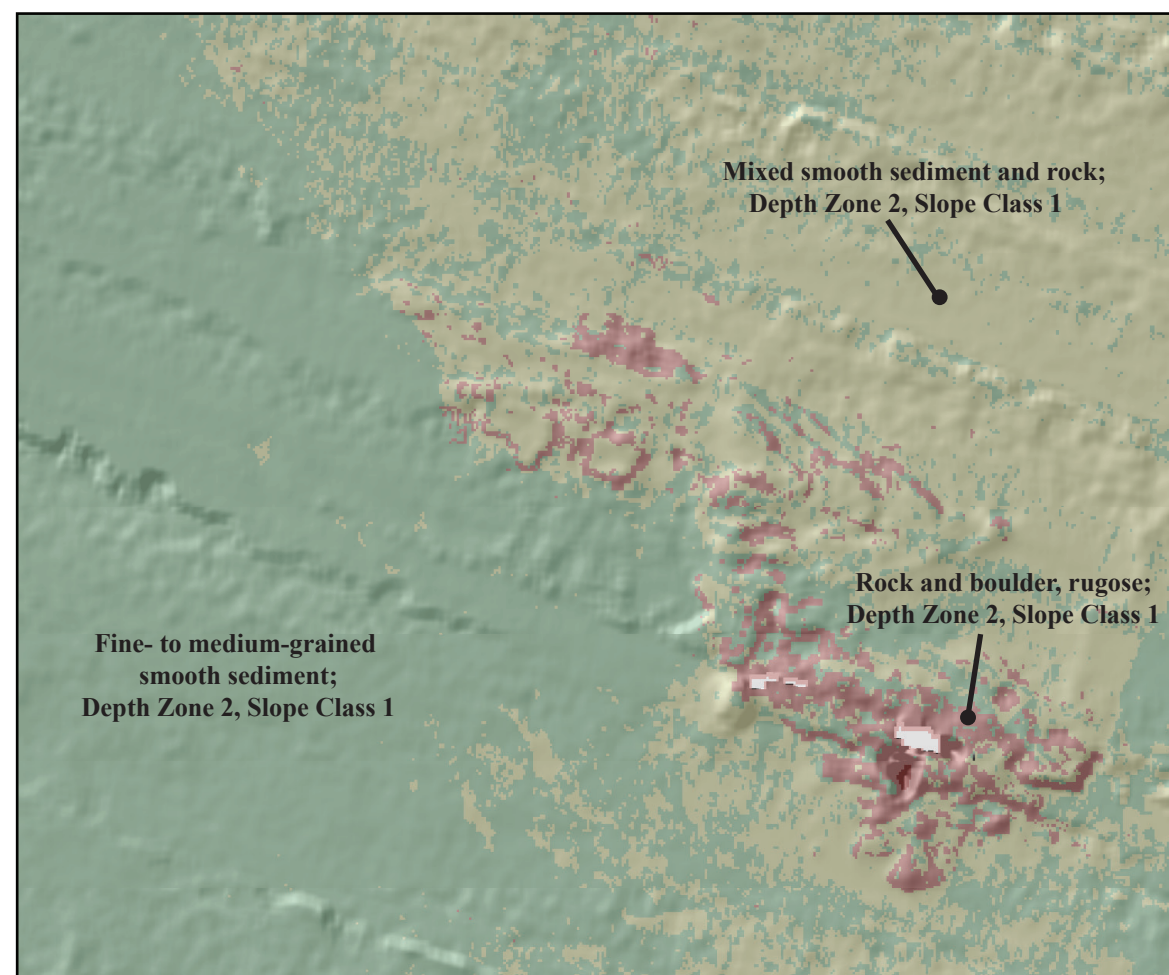 Mixed smooth sediment and rock;
Depth Zone 2, Slope Class 1
Rock and boulder, rugose;
Depth Zone 2, Slope Class 1
Fine- to medium-grained
smooth sediment;
Depth Zone 2, Slope Class 1